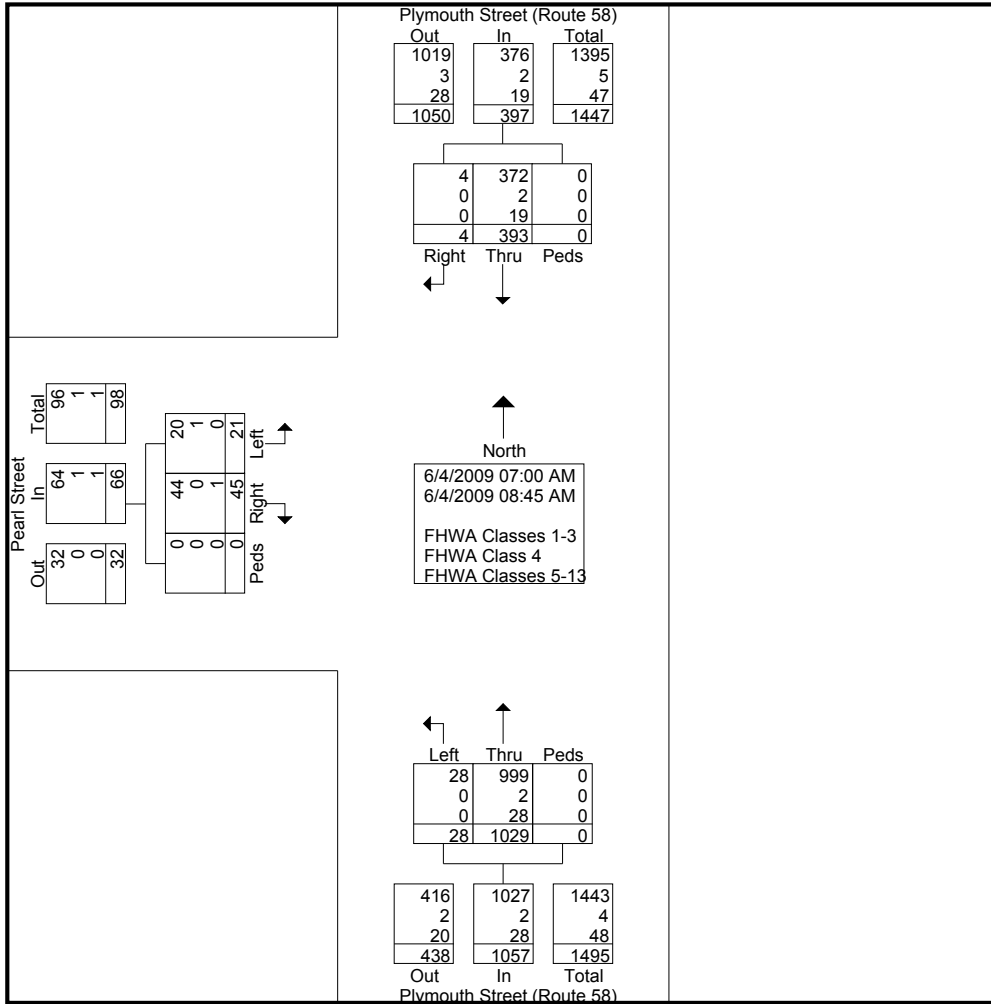 Plymouth Street (Route 58)
Out In Total
1019 376 1395
3 2 5
28 19 47
1050 397 1447
4 372 0
0 2 0
0 19 0
4 393 0
Right Thru Peds
Pearl Street
Total
96 1 1 98
In
64 1 1 66
Out
32 0 0 32
20 1 0 21
Left
44 0 1 45
Right
0 0 0 0
Peds
North
6/4/2009 07:00 AM
6/4/2009 08:45 AM
FHWA Classes 1-3
FHWA Class 4
FHWA Classes 5-13
Left Thru Peds
28 999 0
0 2 0
0 28 0
28 1029 0
416 1027 1443
2 2 4
20 28 48
438 1057 1495
Out In Total
Plymouth Street (Route 58)